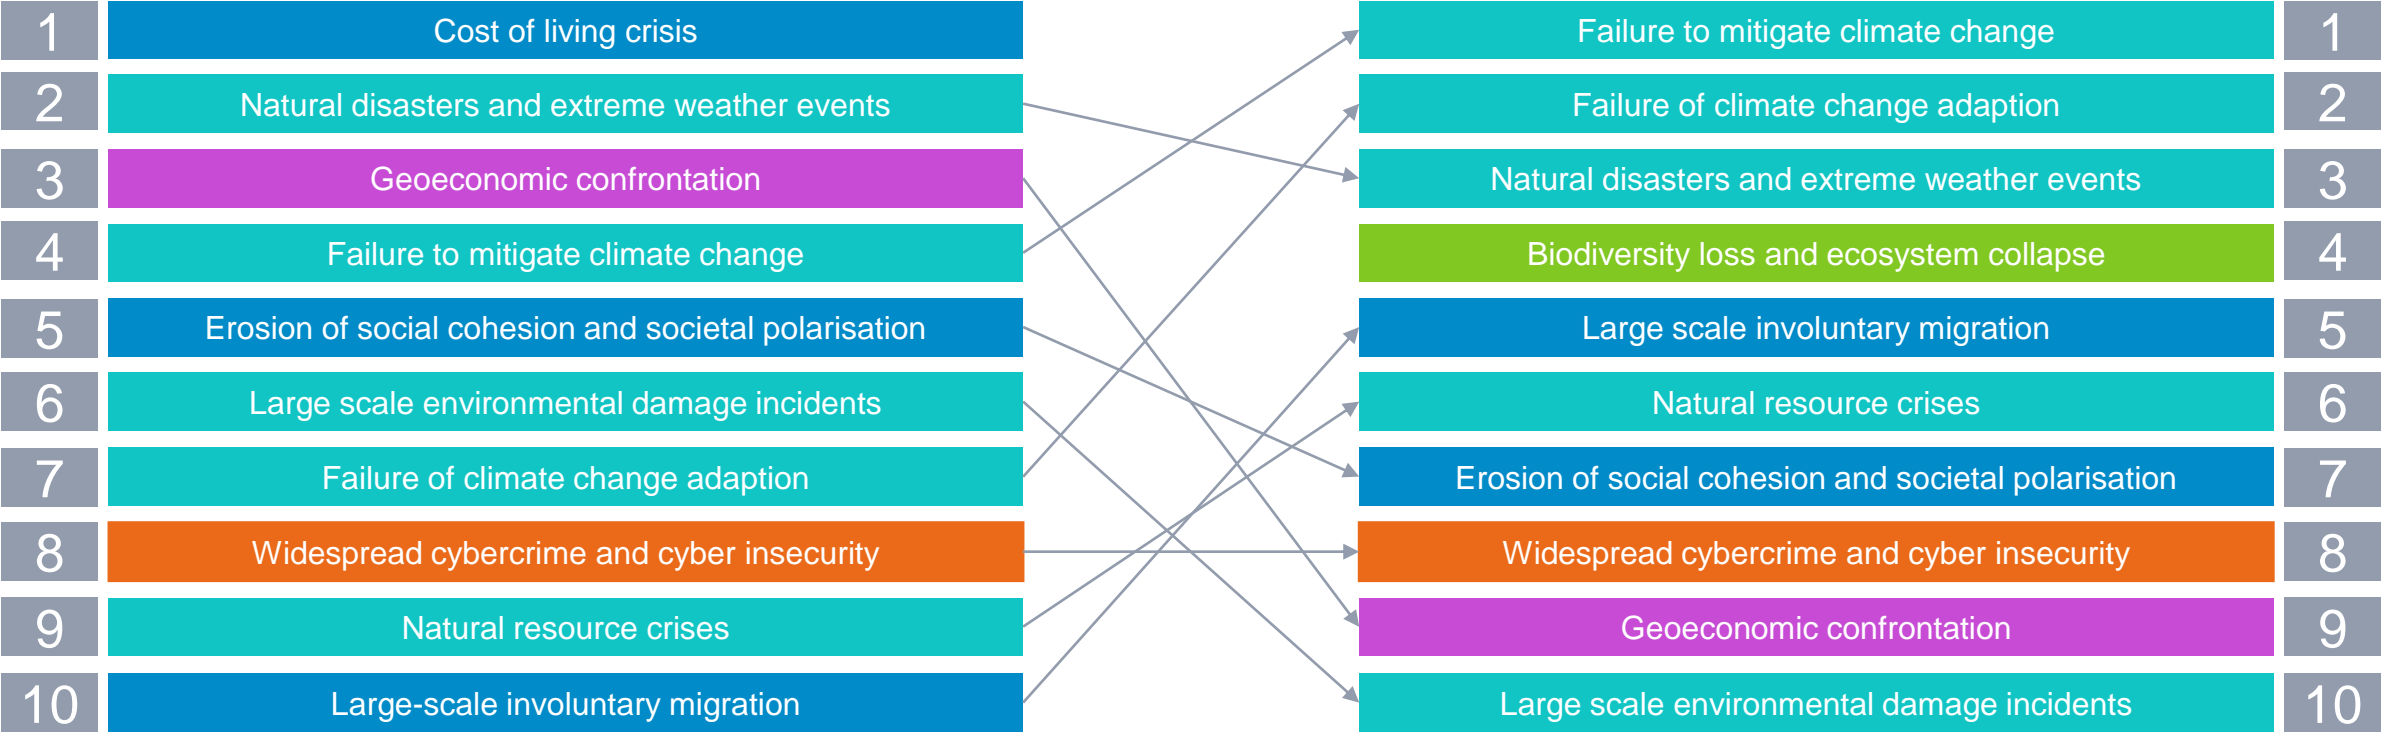 1 Cost of living crisis Failure to mitigate climate change 1
2 Natural disasters and extreme weather events Failure of climate change adaption 2
3 Geoeconomic confrontation Natural disasters and extreme weather events 3
4 Failure to mitigate climate change Biodiversity loss and ecosystem collapse 4
5 Erosion of social cohesion and societal polarisation Large scale involuntary migration 5
6 Large scale environmental damage incidents Natural resource crises 6
7 Failure of climate change adaption Erosion of social cohesion and societal polarisation 7
8 Widespread cybercrime and cyber insecurity Widespread cybercrime and cyber insecurity 8
9 Natural resource crises Geoeconomic confrontation 9
10 Large-scale involuntary migration Large scale environmental damage incidents 10